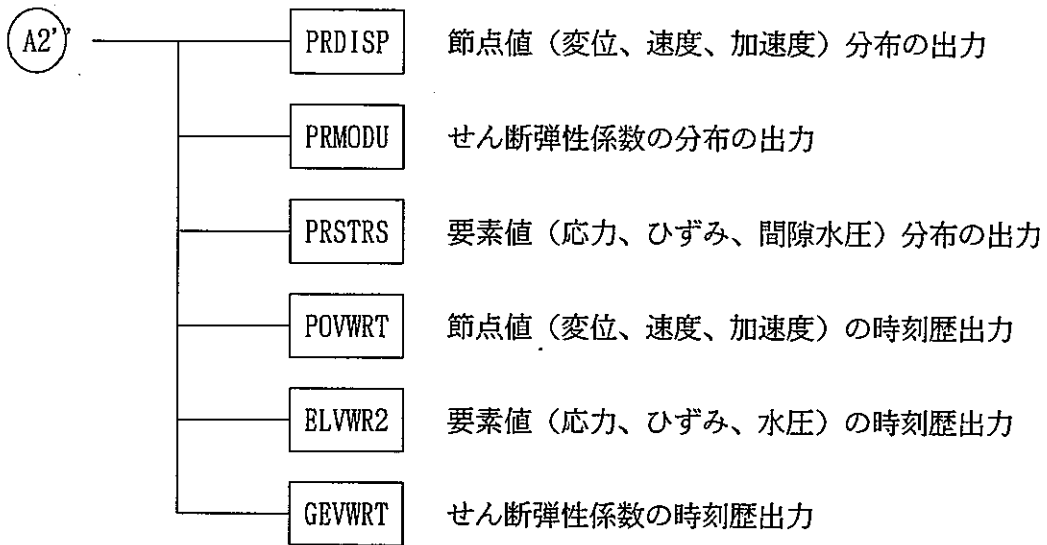 A2''
PRDISP 節点値（変位、速度、加速度）分布の出力
PRMODU せん断弾性係数の分布の出力
PRSTRS 要素値（応力、ひずみ、間隙水圧）分布の出力
POVWRT 節点値（変位、速度、加速度）の時刻歴出力
ELVWR2 要素値（応力、ひずみ、水圧）の時刻歴出力
GEVWRT せん断弾性係数の時刻歴出力